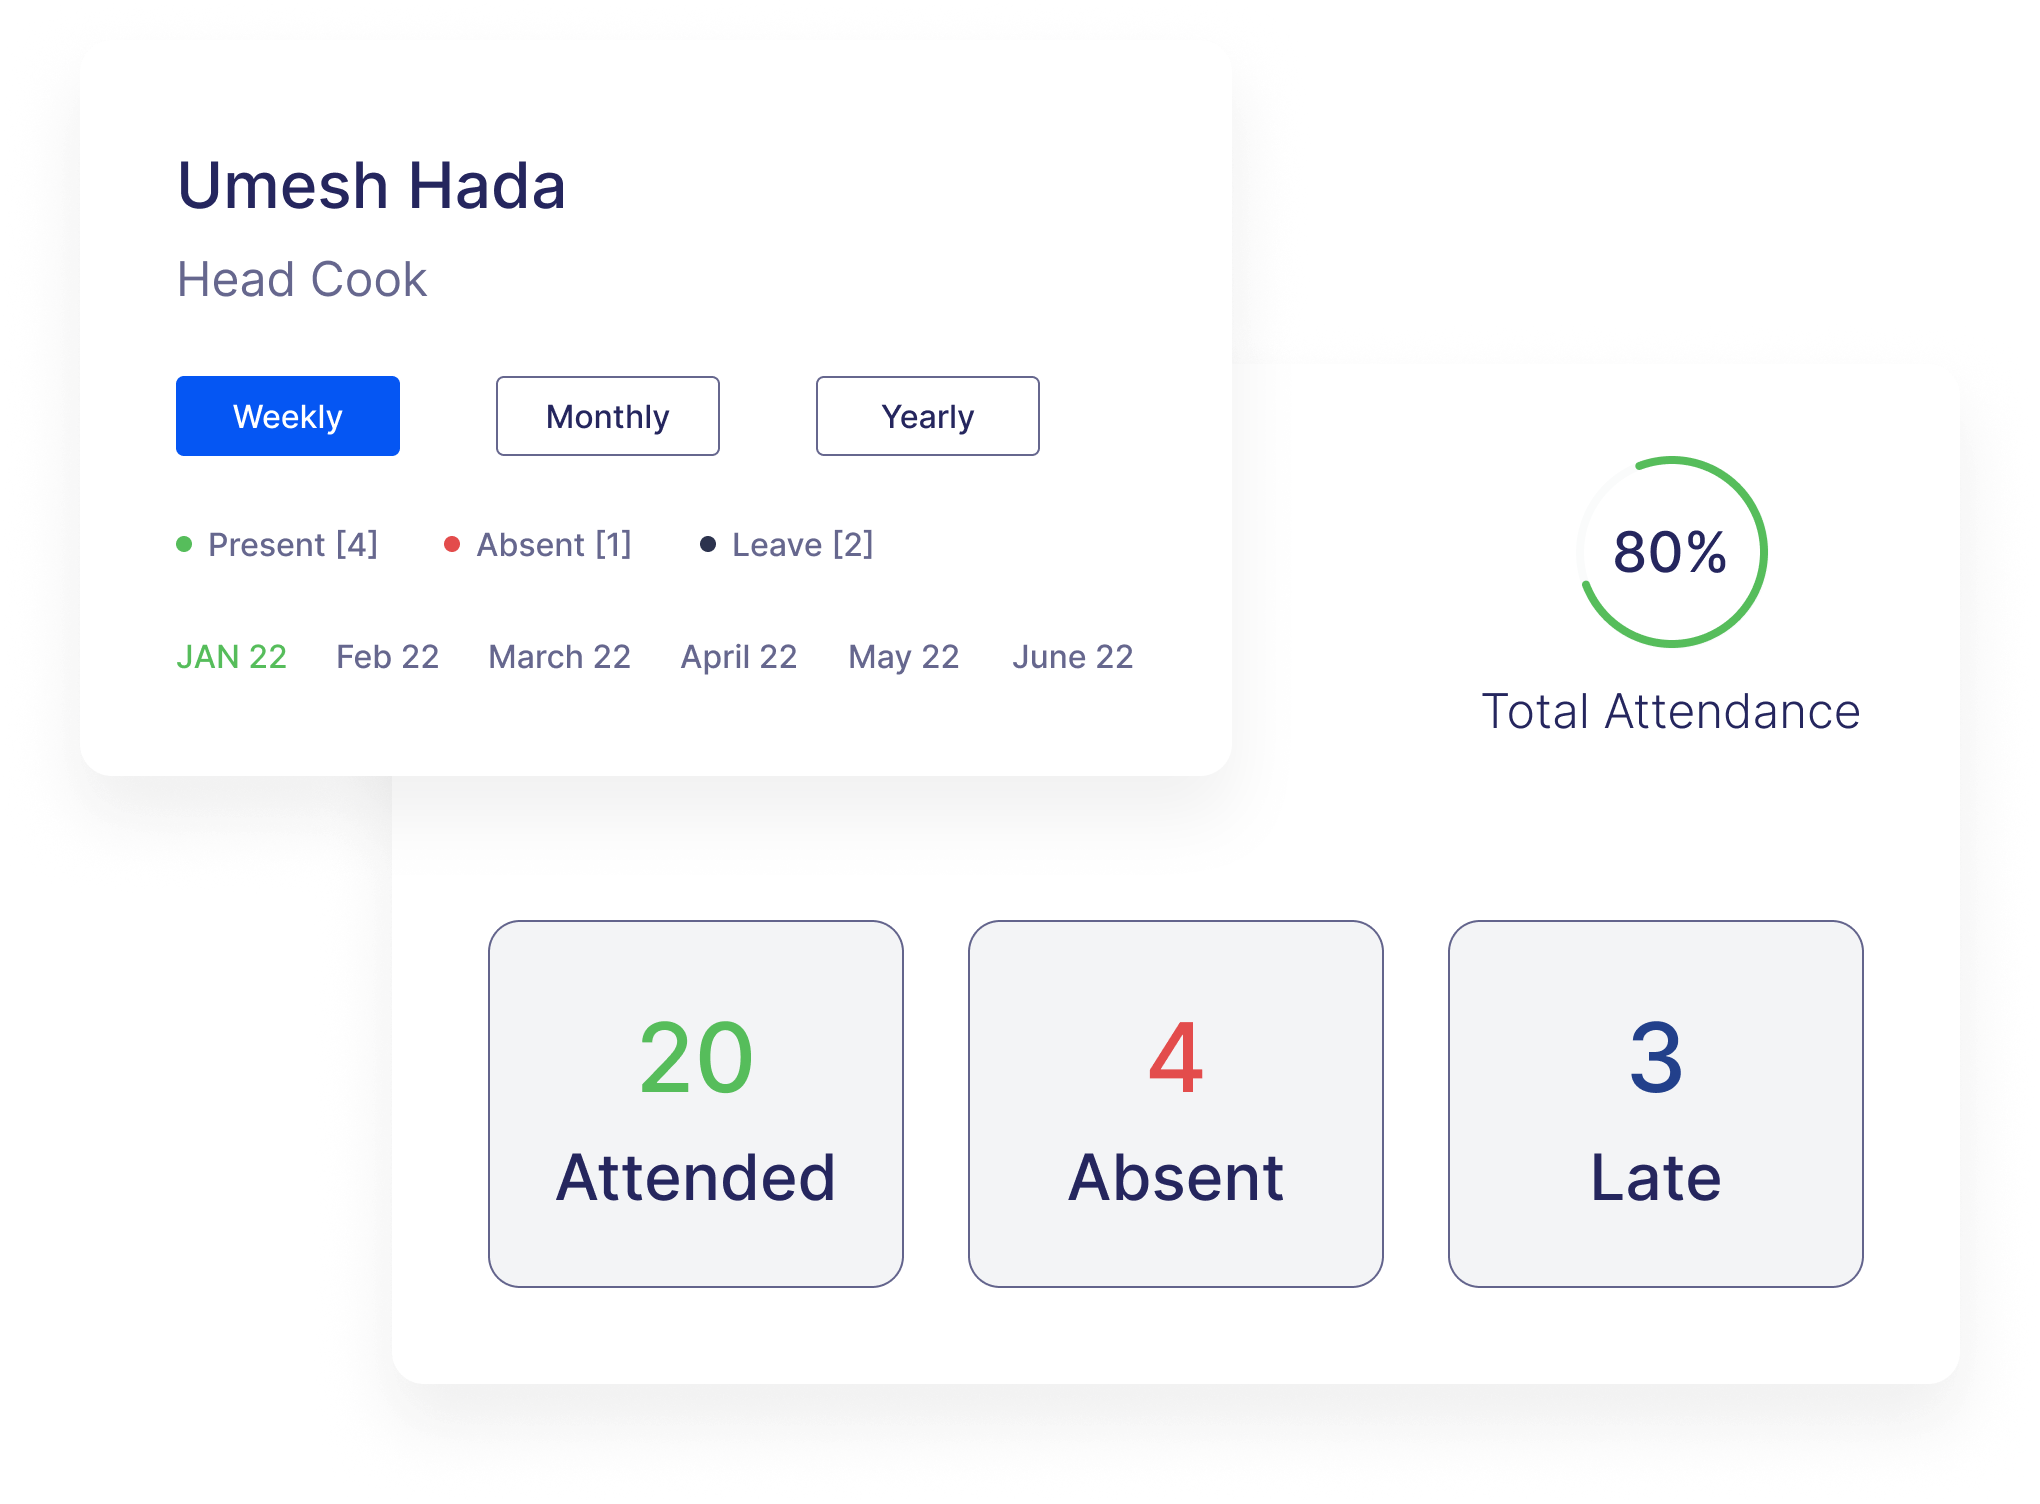 Umesh Hada
Head Cook
Weekly Monthly Yearly
Present [4] Absent [1] Leave [2]
JAN 22 Feb 22 March 22 April 22 May 22 June 22
80%
Total Attendance
20 4 3
Attended Absent Late